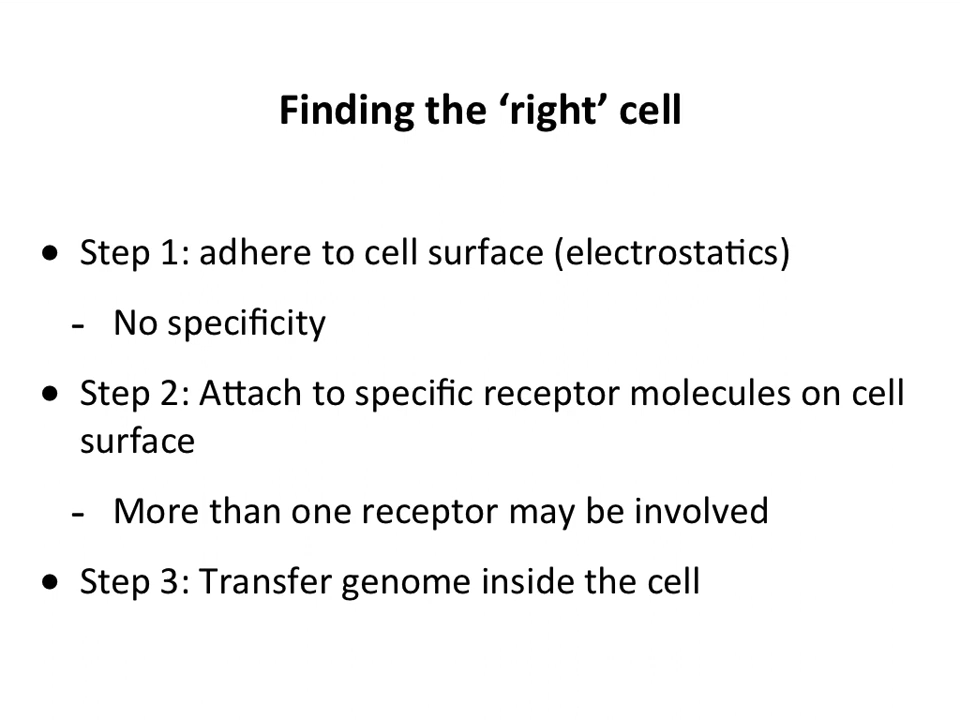 Finding the ‘right’ cell
• Step 1: adhere to cell surface (electrostatics)
- No specificity
• Step 2: Attach to specific receptor molecules on cell
surface
- More than one receptor may be involved
• Step 3: Transfer genome inside the cell